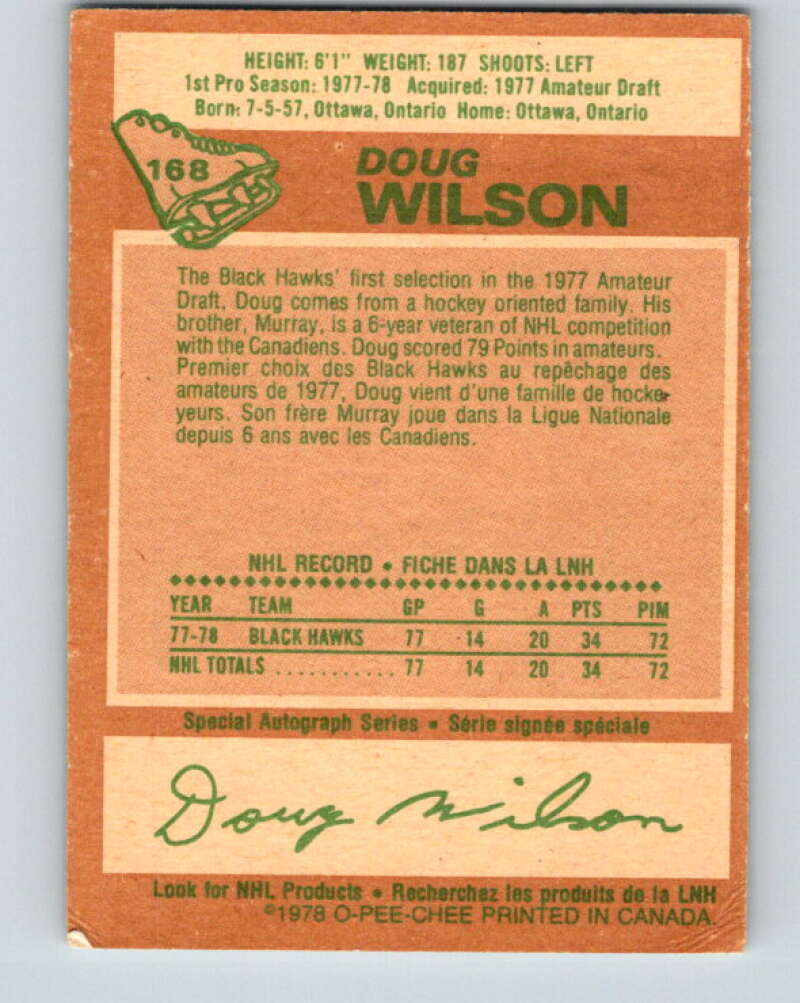 HEIGHT: 6'1" WEIGHT: 187 SHOOTS: LEFT
1st Pro Season: 1977-78 Acquired: 1977 Amateur Draft
Born: 7-5-57, Ottawa, Ontario Home: Ottawa, Ontario
168
DOUG
WILSON
The Black Hawks' first selection in the 1977 Amateur
Draft, Doug comes from a hockey oriented family. His
brother, Murray, is a 6-year veteran of NHL competition
with the Canadiens. Doug scored 79 Points in amateurs.
Premier choix des Black Hawks au repêchage des
amateurs de 1977, Doug vient d'une famille de hocke-
yeurs. Son frère Murray joue dans la Ligue Nationale
depuis 6 ans avec les Canadiens.
NHL RECORD • FICHE DANS LA LNH
YEAR TEAM GP G A PTS PIM
77-78 BLACK HAWKS 77 14 20 34 72
NHL TOTALS ............ 77 14 20 34 72
Special Autograph Series • Série signée spéciale
Doug Wilson
Look for NHL Products • Recherchez les produits de la LNH
©1978 O-PEE-CHEE PRINTED IN CANADA.